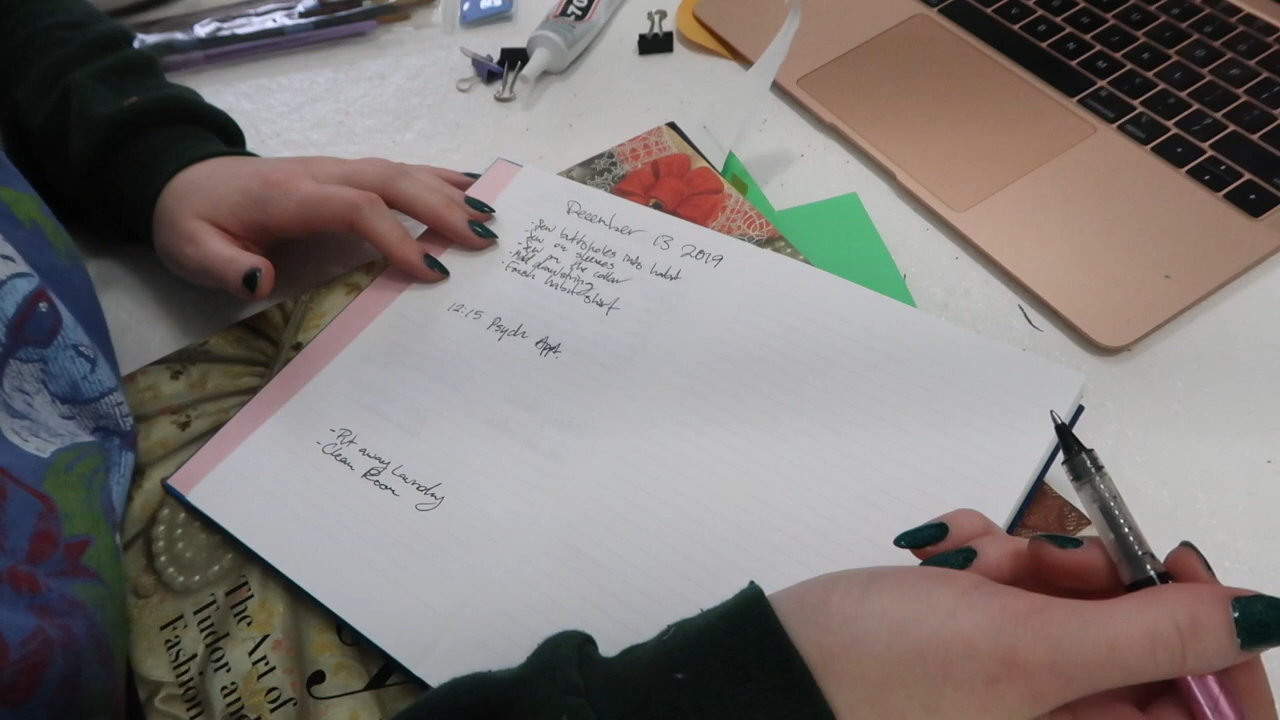 December 13 2019
- Sew buttoholes into habit
- Sew on sleeves
- Sew on the collar
- Add drawstring
- Finish habit shirt
12:15 Psych Appt.
- Put away Laundry
- Clean Room
The Art of
Tudor and
Fashion